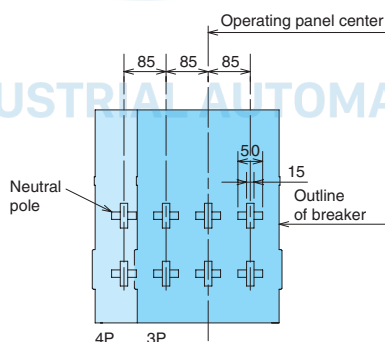 Operating panel center
85 85 85
USTRIAL AUTOMA
50
15
Neutral
pole
Outline
of breaker
4P 3P